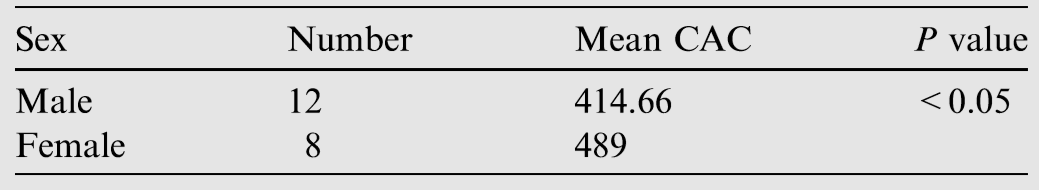 Sex Number Mean CAC P value
Male 12 414.66 <0.05
Female 8 489